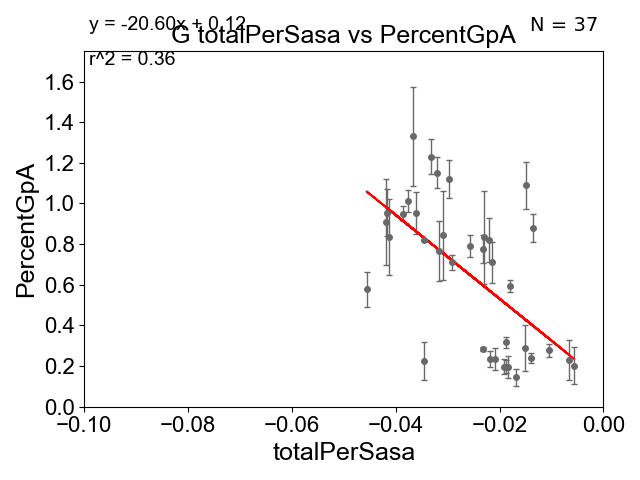 y = -20.60x + 0.12
G totalPerSasa vs PercentGpA
N = 37
r^2 = 0.36
PercentGpA
1.6
1.4
1.2
1.0
0.8
0.6
0.4
0.2
0.0
−0.10 −0.08 −0.06 −0.04 −0.02 0.00
totalPerSasa